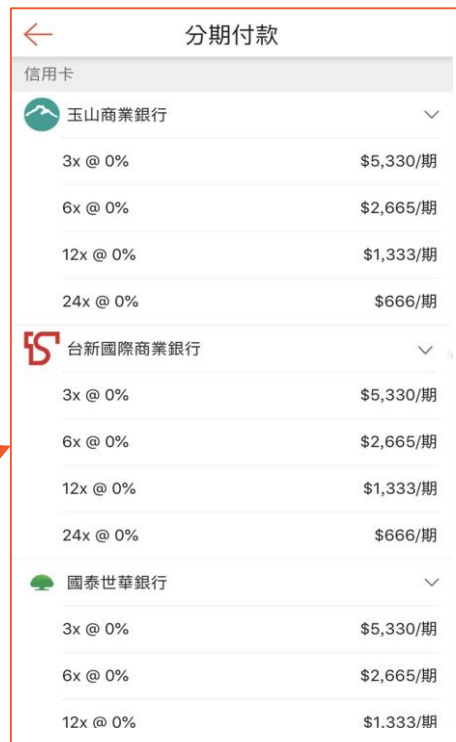 分期付款
信用卡
玉山商業銀行
3x @ 0% $5,330/期
6x @ 0% $2,665/期
12x @ 0% $1,333/期
24x @ 0% $666/期
台新國際商業銀行
3x @ 0% $5,330/期
6x @ 0% $2,665/期
12x @ 0% $1,333/期
24x @ 0% $666/期
國泰世華銀行
3x @ 0% $5,330/期
6x @ 0% $2,665/期
12x @ 0% $1,333/期